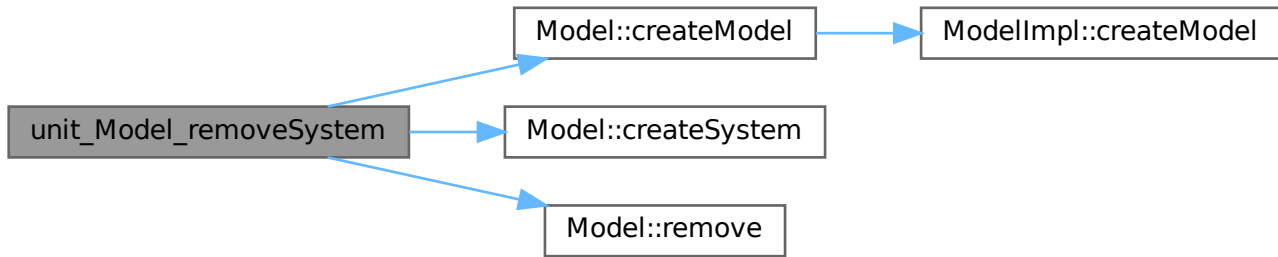 Model::createModel
ModelImpl::createModel
unit_Model_removeSystem
Model::createSystem
Model::remove